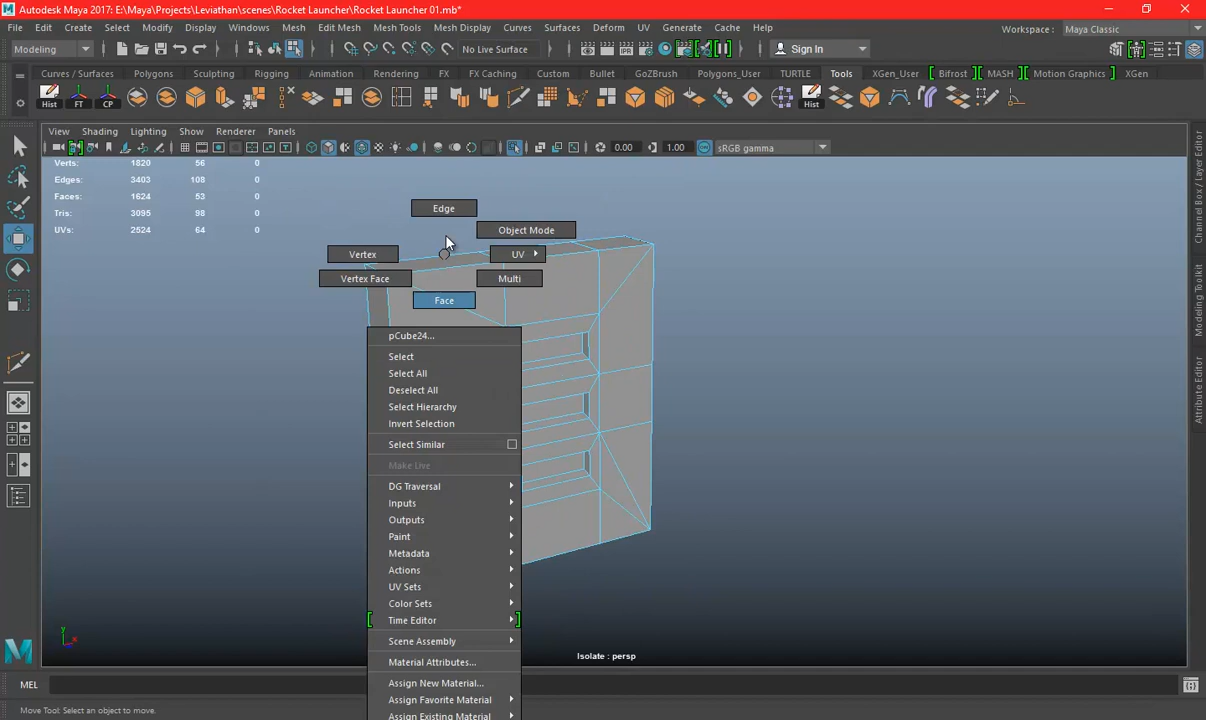 Autodesk Maya 2017: E:\Maya\Projects\Leviathan\scenes\Rocket Launcher\Rocket Launcher 01.mb*
File Edit Create Select Modify Display Windows Mesh Edit Mesh Mesh Tools Mesh Display Curves Surfaces Deform UV Generate Cache Help Workspace : Maya Classic
Modeling No Live Surface Sign In
Curves / Surfaces Polygons Sculpting Rigging Animation Rendering FX FX Caching Custom Bullet GoZBrush Polygons_User TURTLE Tools XGen_User Bifrost MASH Motion Graphics XGen
Hist FT CP Hist
View Shading Lighting Show Renderer Panels
0.00 1.00 sRGB gamma
Verts: 1820 56 0
Edges: 3403 108 0
Faces: 1624 53 0
Tris: 3095 98 0
UVs: 2524 64 0
Edge
Object Mode
Vertex UV
Vertex Face Multi
Face
pCube24...
Select
Select All
Deselect All
Select Hierarchy
Invert Selection
Select Similar
Make Live
DG Traversal
Inputs
Outputs
Paint
Metadata
Actions
UV Sets
Color Sets
Time Editor
Scene Assembly
Material Attributes...
Assign New Material...
Assign Favorite Material
Assign Existing Material
Isolate : persp
Channel Box / Layer Editor
Modeling Toolkit
Attribute Editor
y
x
MEL
Move Tool: Select an object to move.